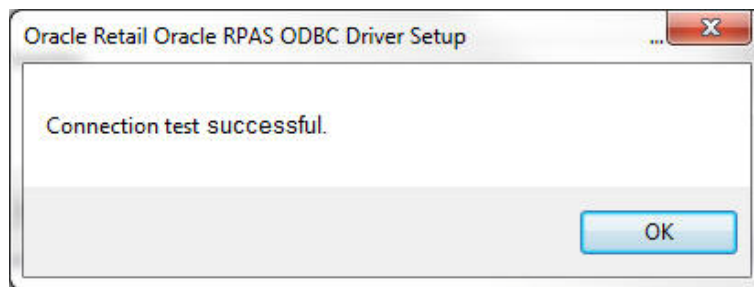 Oracle Retail Oracle RPAS ODBC Driver Setup ...
Connection test successful.
OK